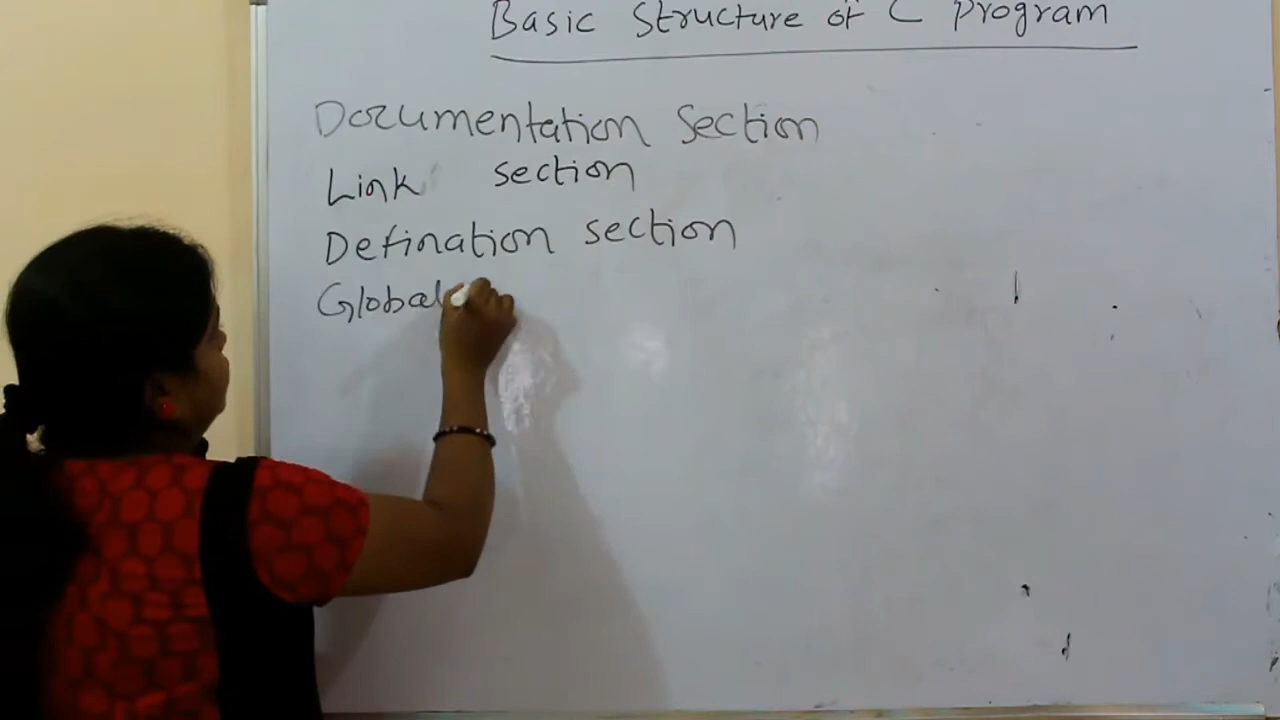 Basic Structure of C Program
Documentation Section
Link section
Defination section
Global